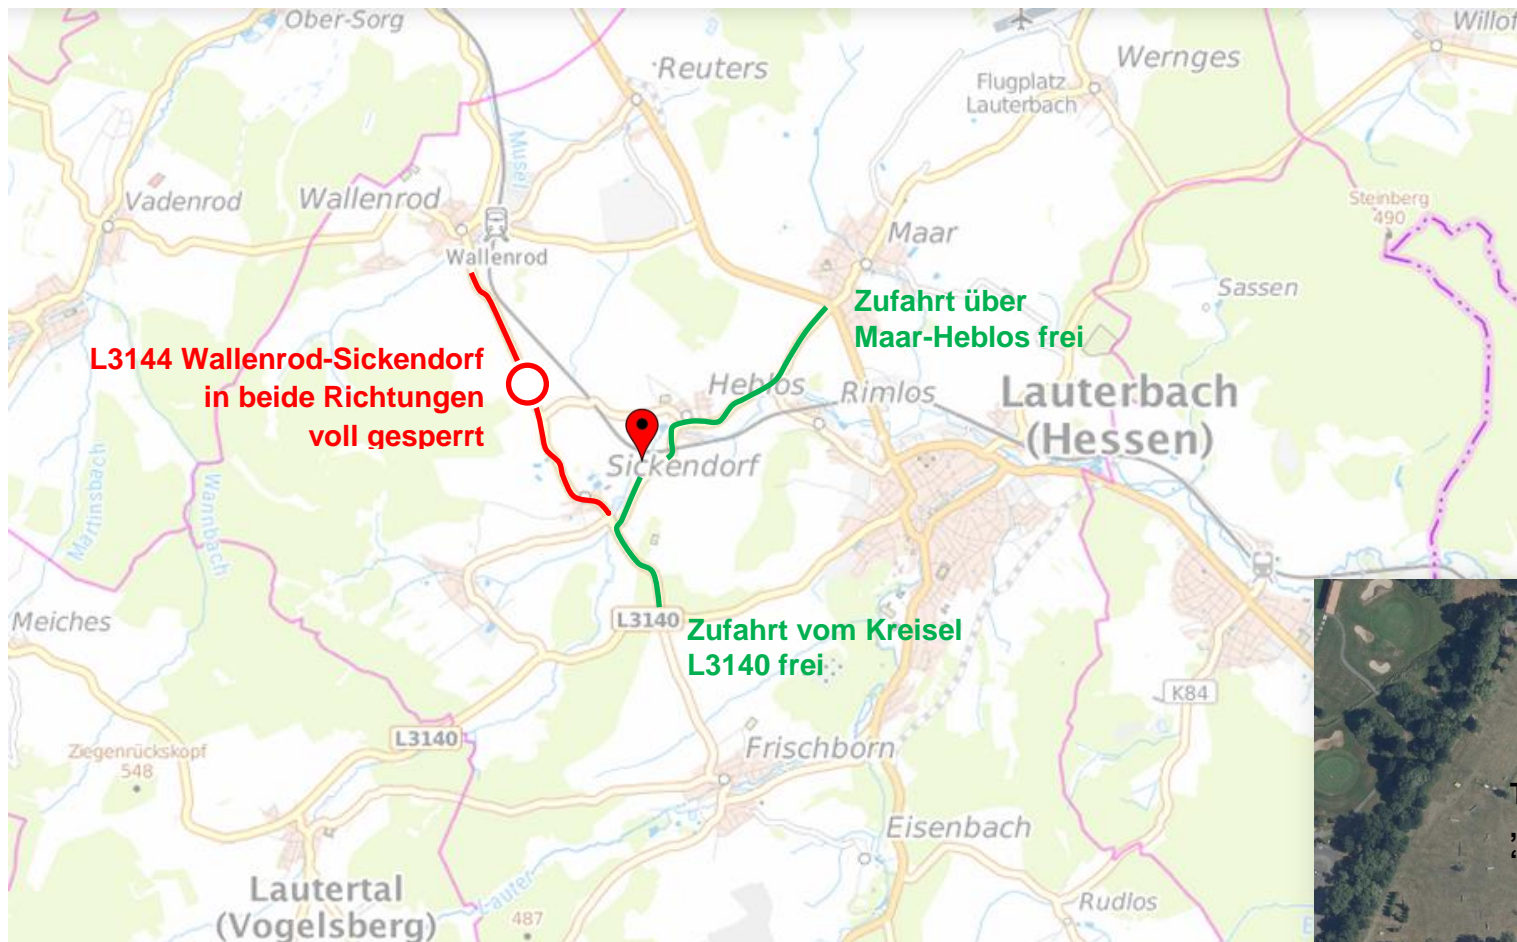 Ober-Sorg
Willof
Reuters
Wernges
Flugplatz
Lauterbach
Musel
Vadenrod
Wallenrod
Steinberg
490
Maar
Wallenrod
Sassen
Zufahrt über
Maar-Heblos frei
L3144 Wallenrod-Sickendorf
in beide Richtungen
voll gesperrt
Heblos
Rimlos
Lauterbach
(Hessen)
Sickendorf
Martinsbach
Wannbach
Meiches
L3140
Zufahrt vom Kreisel
L3140 frei
K84
L3140
Ziegenrückskopf
548
Frischborn
Eisenbach
Lautertal
(Vogelsberg)
Lauter
487
Rudlos